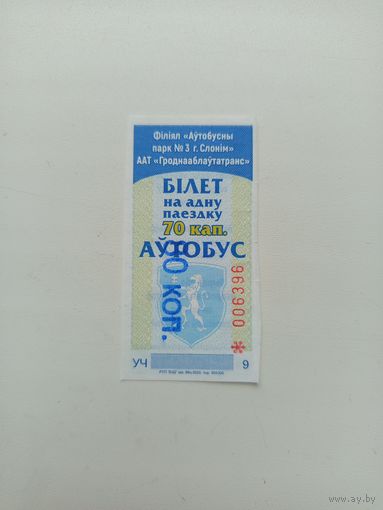 Філіял «Аўтобусны
парк № 3 г. Слонім»
ААТ «Гроднааблаўтатранс»
БІЛЕТ
на адну
паездку
70 кап.
АЎТОБУС
80 КОП.
006396
УЧ 9
www.ay.by